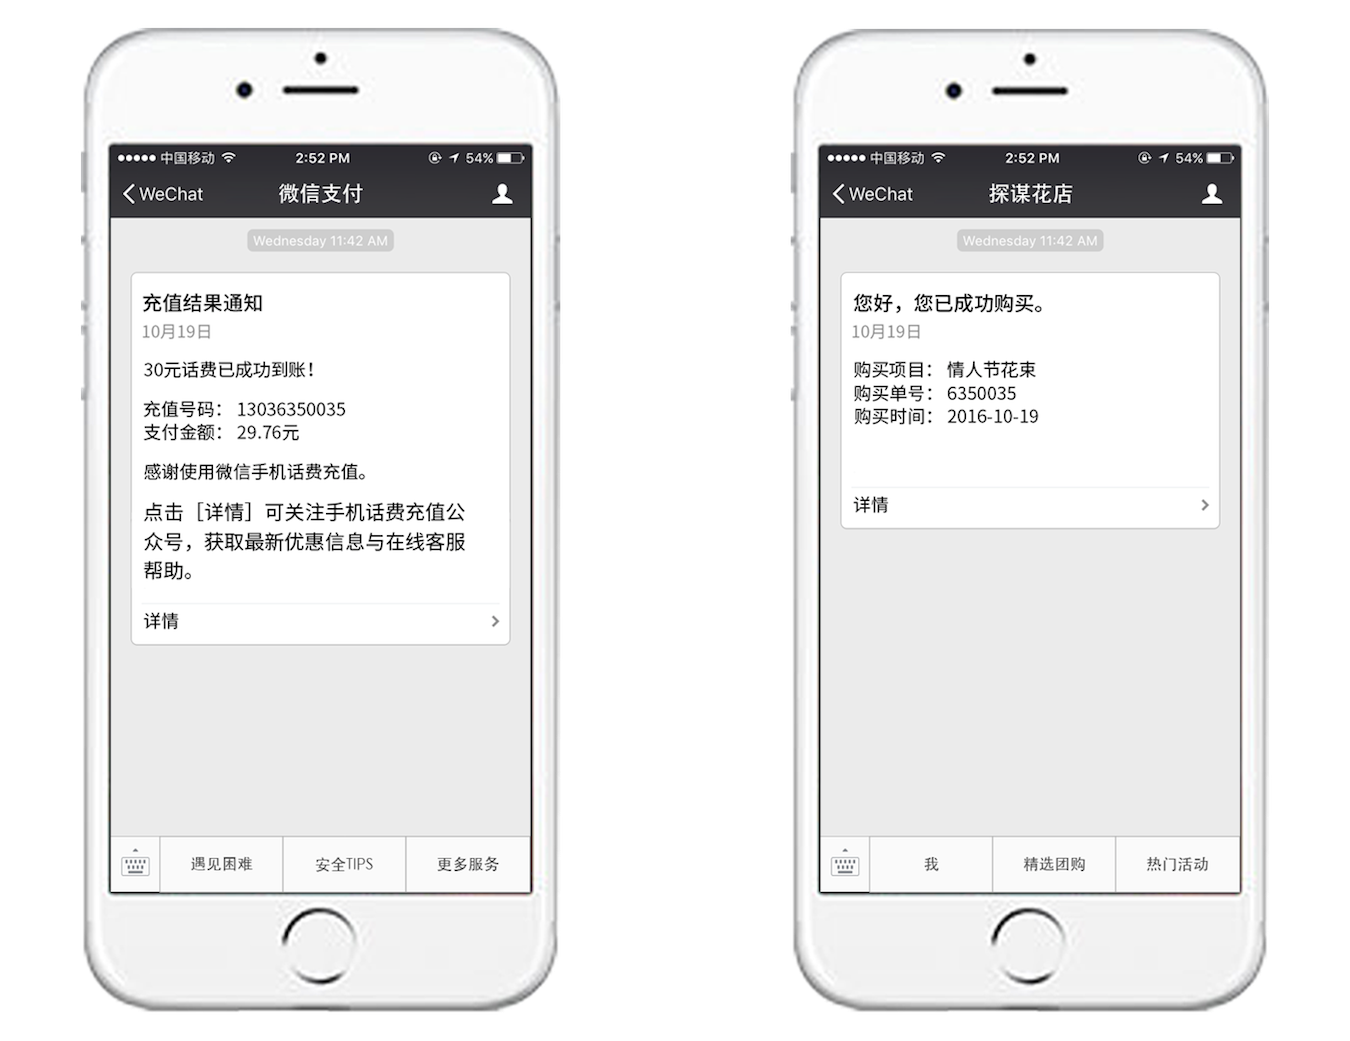 中国移动
2:52 PM
54%
WeChat
微信支付
Wednesday 11:42 AM
充值结果通知
10月19日
30元话费已成功到账！
充值号码： 13036350035
支付金额： 29.76元
感谢使用微信手机话费充值。
点击［详情］可关注手机话费充值公
众号，获取最新优惠信息与在线客服
帮助。
详情
遇见困难
安全TIPS
更多服务
中国移动
2:52 PM
54%
WeChat
探谋花店
Wednesday 11:42 AM
您好，您已成功购买。
10月19日
购买项目： 情人节花束
购买单号： 6350035
购买时间： 2016-10-19
详情
我
精选团购
热门活动